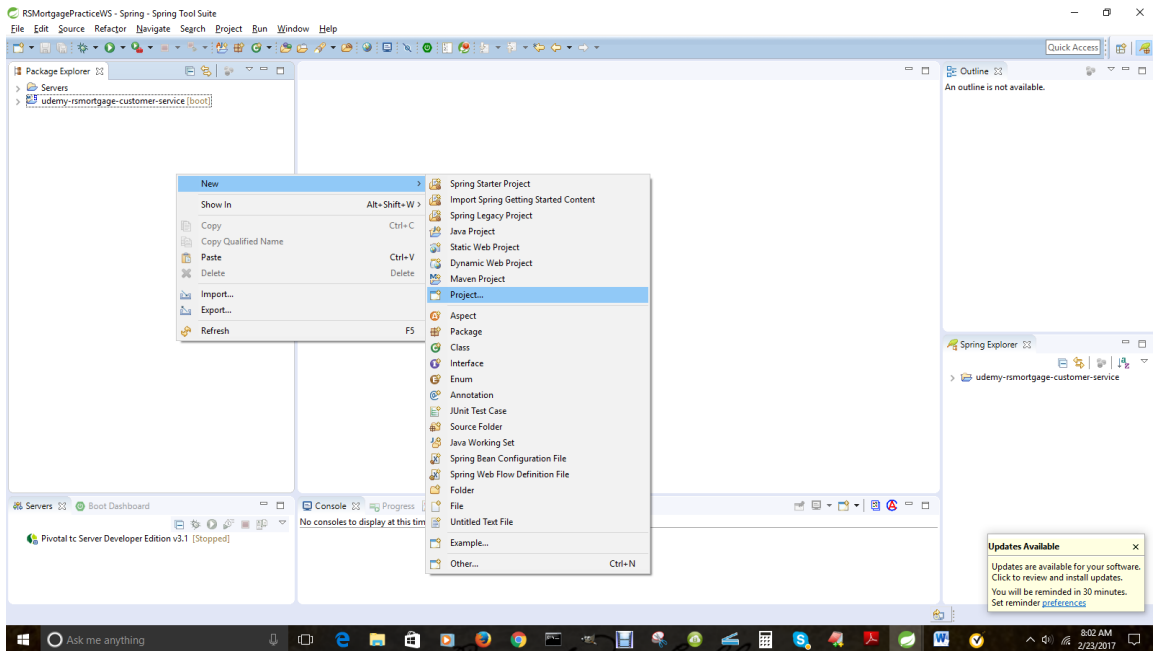 RSMortgagePracticeWS - Spring - Spring Tool Suite
File Edit Source Refactor Navigate Search Project Run Window Help
Quick Access
Package Explorer
Servers
udemy-rsmortgage-customer-service [boot]
Outline
An outline is not available.
New
Show In Alt+Shift+W >
Copy Ctrl+C
Copy Qualified Name
Paste Ctrl+V
Delete Delete
Import...
Export...
Refresh F5
Spring Starter Project
Import Spring Getting Started Content
Spring Legacy Project
Java Project
Static Web Project
Dynamic Web Project
Maven Project
Project...
Aspect
Package
Class
Interface
Enum
Annotation
JUnit Test Case
Source Folder
Java Working Set
Spring Bean Configuration File
Spring Web Flow Definition File
Folder
File
Untitled Text File
Example...
Other... Ctrl+N
Spring Explorer
udemy-rsmortgage-customer-service
Servers Boot Dashboard
Pivotal tc Server Developer Edition v3.1 [Stopped]
Console Progress
No consoles to display at this tim
Updates Available x
Updates are available for your software.
Click to review and install updates.
You will be reminded in 30 minutes.
Set reminder preferences
Ask me anything
8:02 AM
2/23/2017